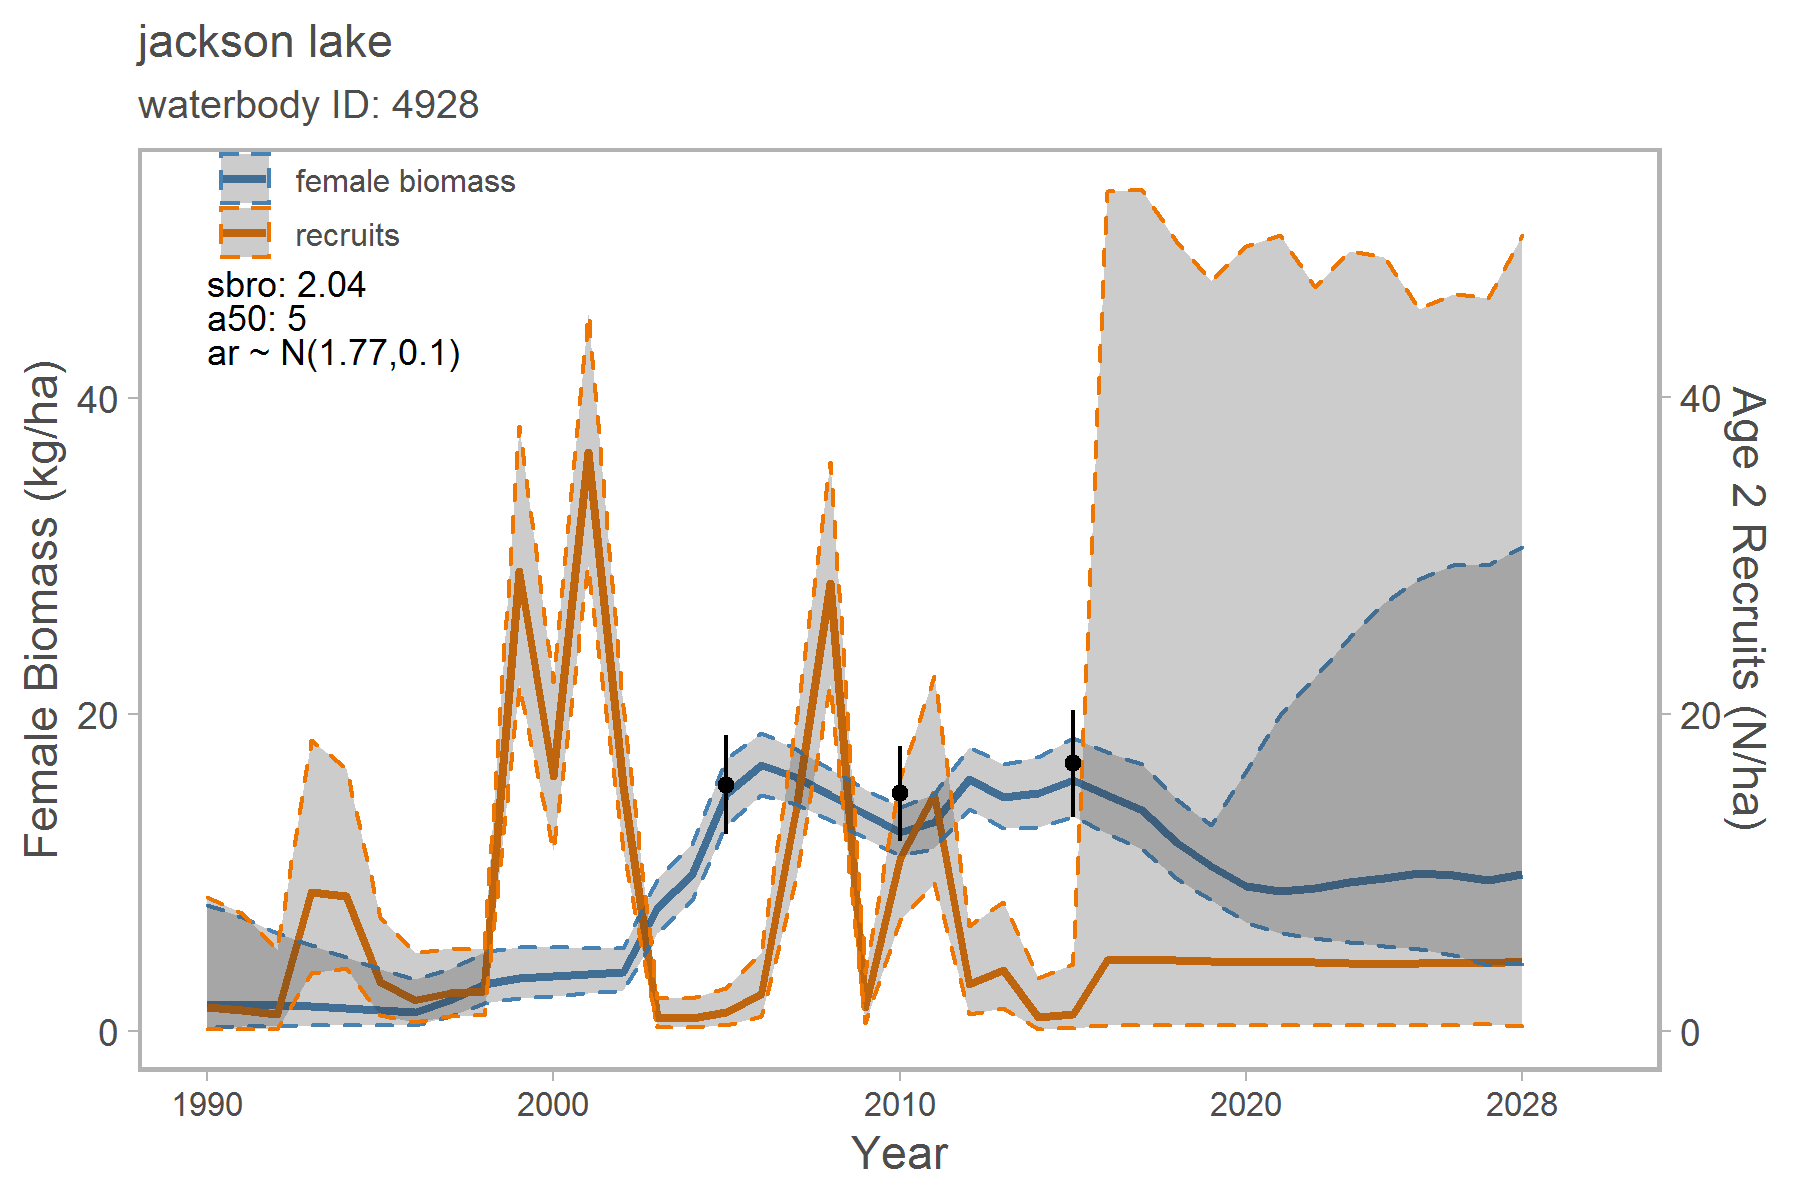 jackson lake
waterbody ID: 4928
female biomass
recruits
sbro: 2.04
a50: 5
ar ~ N(1.77,0.1)
Female Biomass (kg/ha)
40
20
0
40
20
0
Age 2 Recruits (N/ha)
1990
2000
2010
2020
2028
Year